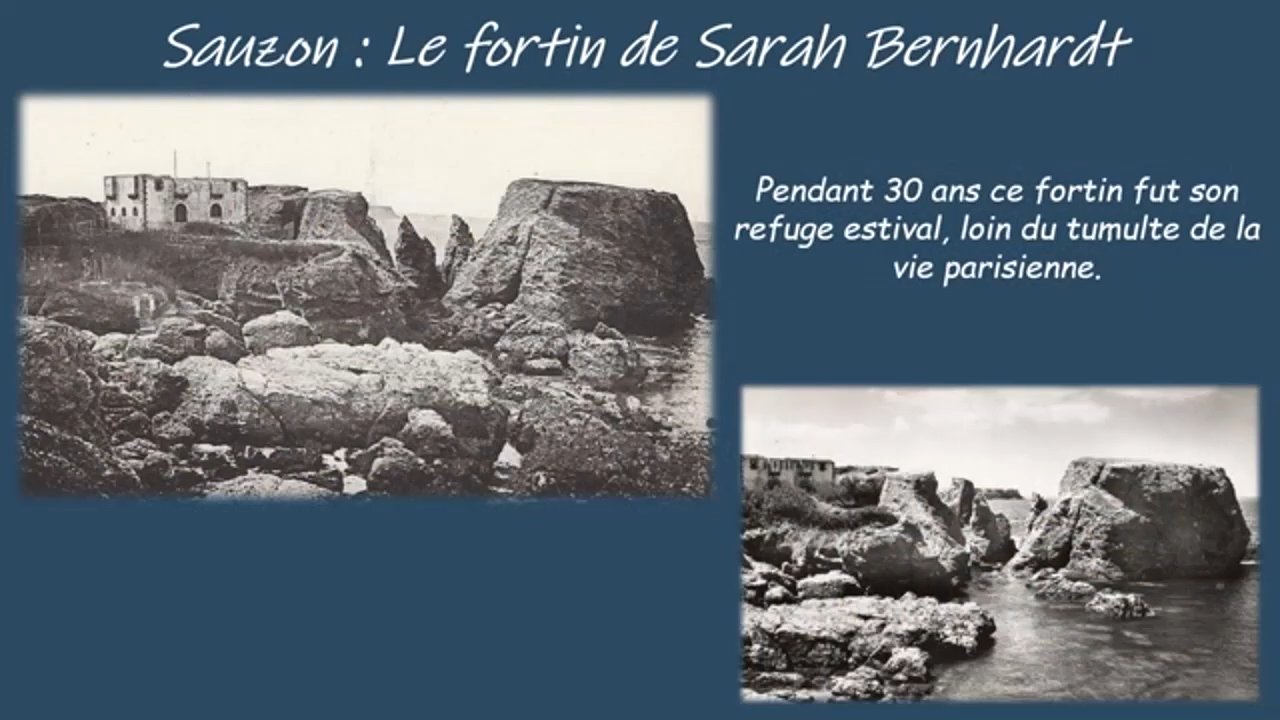 Sauzon : Le fortin de Sarah Bernhardt
Pendant 30 ans ce fortin fut son
refuge estival, loin du tumulte de la
vie parisienne.